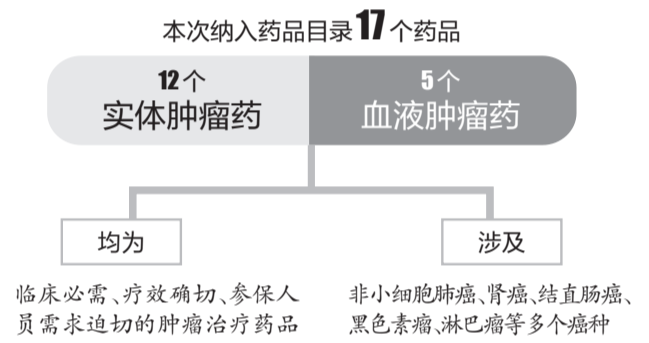 本次纳入药品目录17个药品
12个
实体肿瘤药
5个
血液肿瘤药
均为
临床必需、疗效确切、参保人
员需求迫切的肿瘤治疗药品
涉及
非小细胞肺癌、肾癌、结直肠癌、
黑色素瘤、淋巴瘤等多个癌种